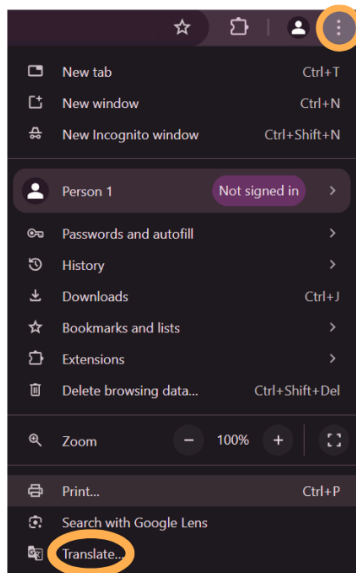 New tab Ctrl+T
New window Ctrl+N
New Incognito window Ctrl+Shift+N
Person 1 Not signed in
Passwords and autofill
History
Downloads Ctrl+J
Bookmarks and lists
Extensions
Delete browsing data... Ctrl+Shift+Del
Zoom − 100% +
Print... Ctrl+P
Search with Google Lens
Translate...